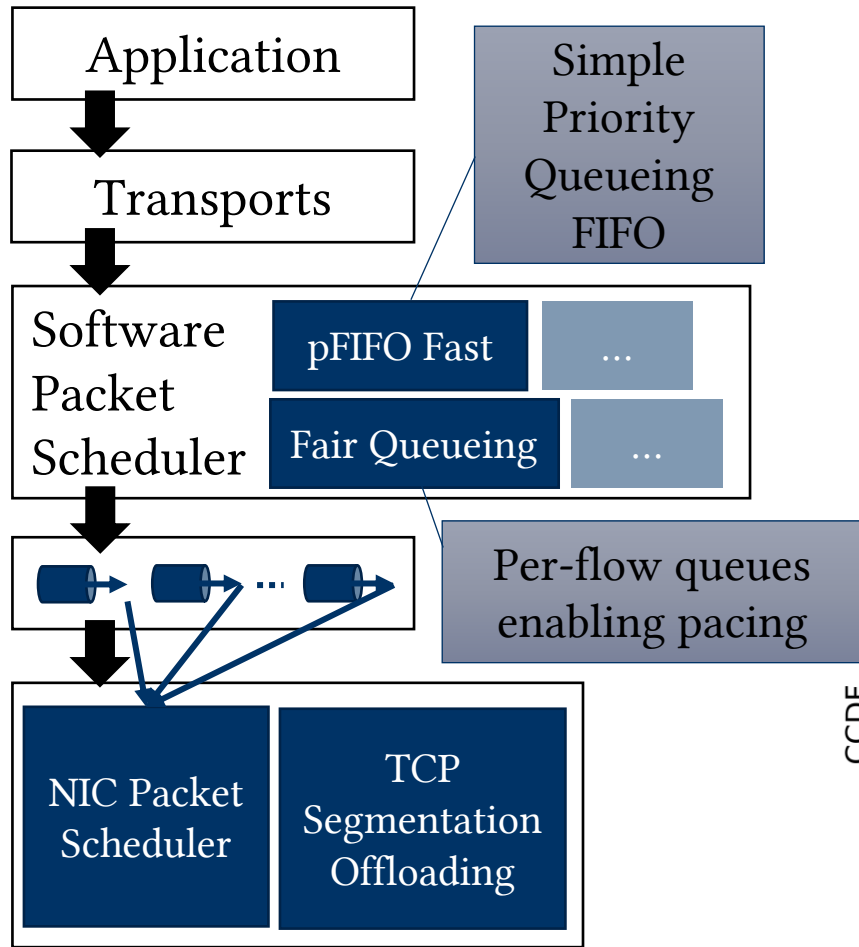 Application
Simple
Priority
Queueing
FIFO
Transports
Software
Packet
Scheduler
pFIFO Fast
...
Fair Queueing
...
Per-flow queues
enabling pacing
CCDF
NIC Packet
Scheduler
TCP
Segmentation
Offloading